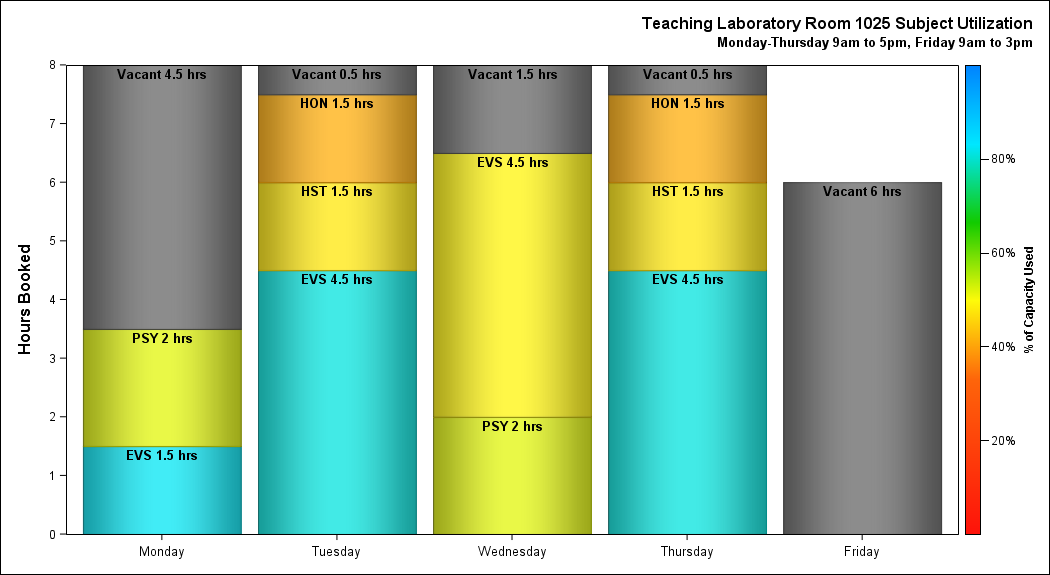 Teaching Laboratory Room 1025 Subject Utilization
Monday-Thursday 9am to 5pm, Friday 9am to 3pm
Hours Booked
8
7
6
5
4
3
2
1
0
Vacant 4.5 hrs
PSY 2 hrs
EVS 1.5 hrs
Vacant 0.5 hrs
HON 1.5 hrs
HST 1.5 hrs
EVS 4.5 hrs
Vacant 1.5 hrs
EVS 4.5 hrs
PSY 2 hrs
Vacant 0.5 hrs
HON 1.5 hrs
HST 1.5 hrs
EVS 4.5 hrs
Vacant 6 hrs
Monday
Tuesday
Wednesday
Thursday
Friday
80%
60%
40%
20%
% of Capacity Used